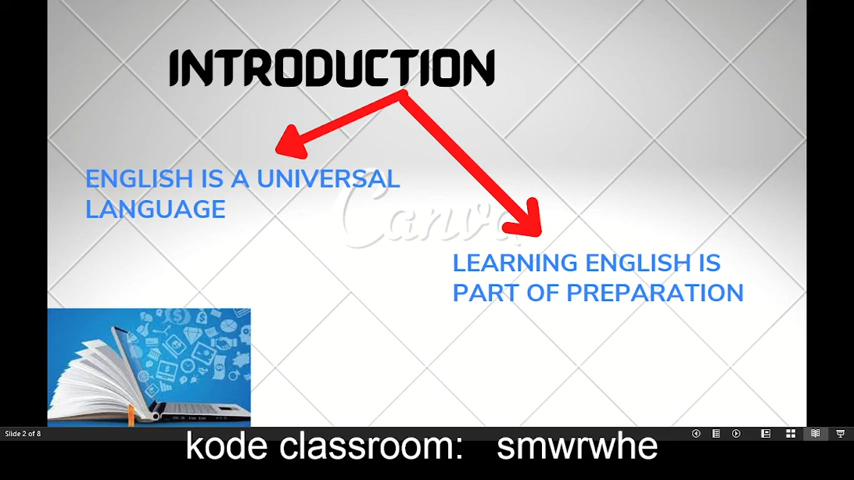 INTRODUCTION
ENGLISH IS A UNIVERSAL
LANGUAGE
Canva
LEARNING ENGLISH IS
PART OF PREPARATION
Slide 2 of 8
kode classroom: smwrwhe